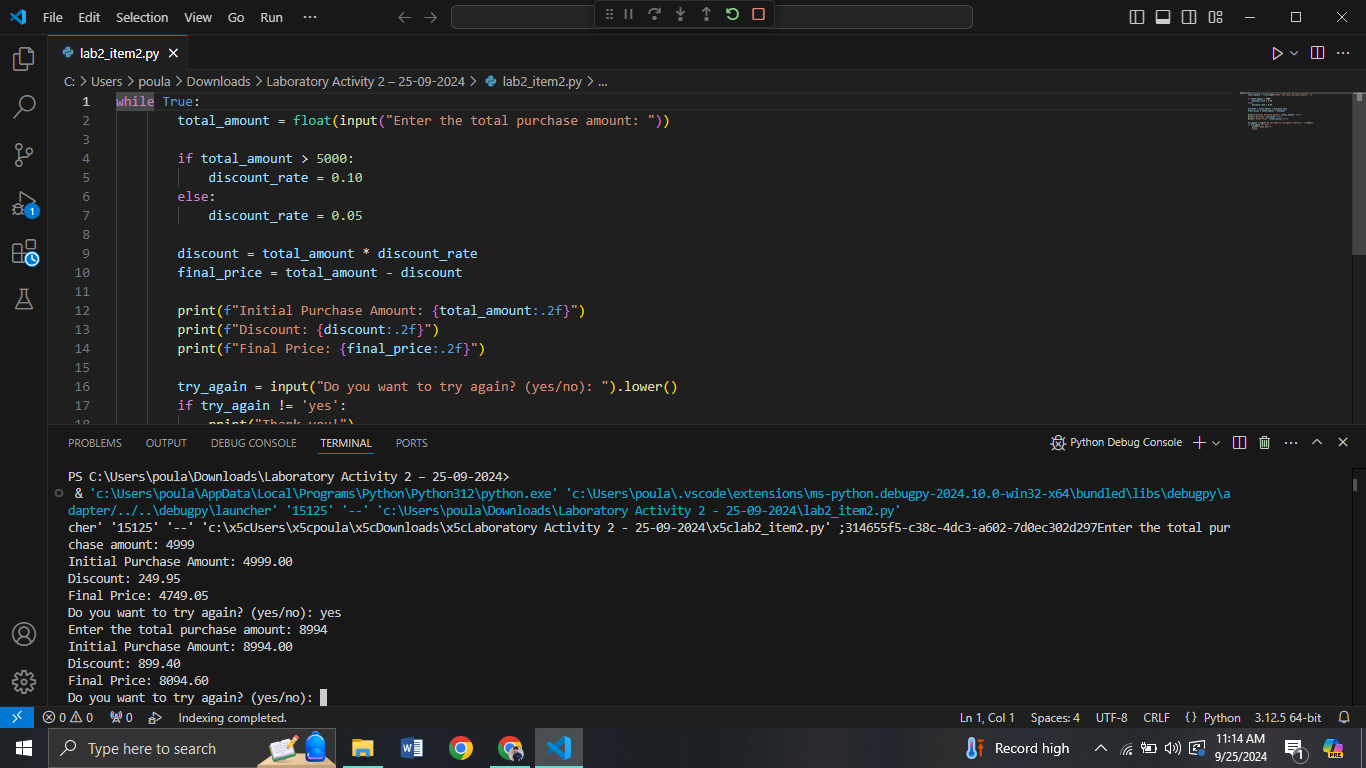 File Edit Selection View Go Run ···
lab2_item2.py
C: > Users > poula > Downloads > Laboratory Activity 2 – 25-09-2024 > lab2_item2.py > ...
1 while True:
2 total_amount = float(input("Enter the total purchase amount: "))
3
4 if total_amount > 5000:
5 discount_rate = 0.10
6 else:
7 discount_rate = 0.05
8
9 discount = total_amount * discount_rate
10 final_price = total_amount - discount
11
12 print(f"Initial Purchase Amount: {total_amount:.2f}")
13 print(f"Discount: {discount:.2f}")
14 print(f"Final Price: {final_price:.2f}")
15
16 try_again = input("Do you want to try again? (yes/no): ").lower()
17 if try_again != 'yes':
18 print("Thank you!")
1
PROBLEMS OUTPUT DEBUG CONSOLE TERMINAL PORTS
Python Debug Console
PS C:\Users\poula\Downloads\Laboratory Activity 2 – 25-09-2024>
& 'c:\Users\poula\AppData\Local\Programs\Python\Python312\python.exe' 'c:\Users\poula\.vscode\extensions\ms-python.debugpy-2024.10.0-win32-x64\bundled\libs\debugpy\a
dapter/../..\debugpy\launcher' '15125' '--' 'C:\Users\poula\Downloads\Laboratory Activity 2 - 25-09-2024\lab2_item2.py'
cher' '15125' '--' 'c:\x5cUsers\x5cpoula\x5cDownloads\x5cLaboratory Activity 2 - 25-09-2024\x5clab2_item2.py' ;314655f5-c38c-4dc3-a602-7d0ec302d297Enter the total pur
chase amount: 4999
Initial Purchase Amount: 4999.00
Discount: 249.95
Final Price: 4749.05
Do you want to try again? (yes/no): yes
Enter the total purchase amount: 8994
Initial Purchase Amount: 8994.00
Discount: 899.40
Final Price: 8094.60
Do you want to try again? (yes/no):
0 0 0 Indexing completed. Ln 1, Col 1 Spaces: 4 UTF-8 CRLF {} Python 3.12.5 64-bit
Type here to search
Record high
11:14 AM
9/25/2024
1
PRE